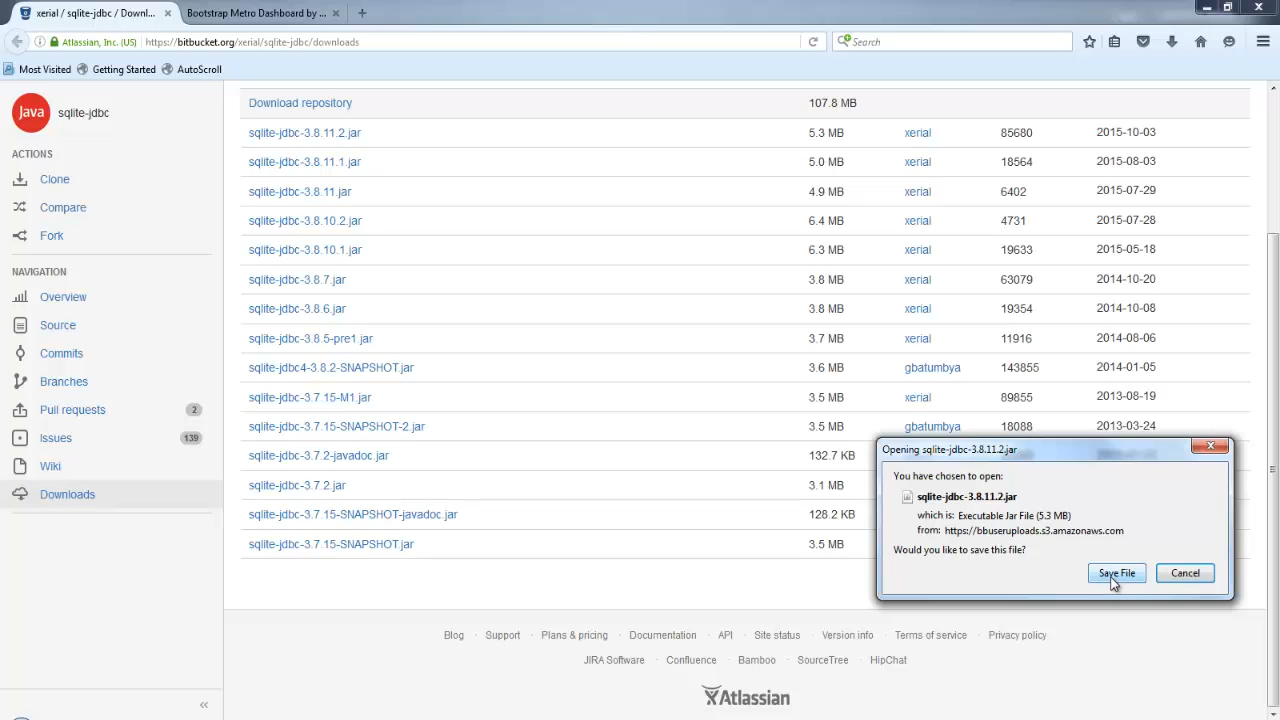 xerial / sqlite-jdbc / Downl...
Bootstrap Metro Dashboard by ...
Atlassian, Inc. (US)
https://bitbucket.org/xerial/sqlite-jdbc/downloads
Search
Most Visited
Getting Started
AutoScroll
Java
sqlite-jdbc
ACTIONS
Clone
Compare
Fork
NAVIGATION
Overview
Source
Commits
Branches
Pull requests 2
Issues 139
Wiki
Downloads
Download repository 107.8 MB
sqlite-jdbc-3.8.11.2.jar 5.3 MB xerial 85680 2015-10-03
sqlite-jdbc-3.8.11.1.jar 5.0 MB xerial 18564 2015-08-03
sqlite-jdbc-3.8.11.jar 4.9 MB xerial 6402 2015-07-29
sqlite-jdbc-3.8.10.2.jar 6.4 MB xerial 4731 2015-07-28
sqlite-jdbc-3.8.10.1.jar 6.3 MB xerial 19633 2015-05-18
sqlite-jdbc-3.8.7.jar 3.8 MB xerial 63079 2014-10-20
sqlite-jdbc-3.8.6.jar 3.8 MB xerial 19354 2014-10-08
sqlite-jdbc-3.8.5-pre1.jar 3.7 MB xerial 11916 2014-08-06
sqlite-jdbc4-3.8.2-SNAPSHOT.jar 3.6 MB gbatumbya 143855 2014-01-05
sqlite-jdbc-3.7.15-M1.jar 3.5 MB xerial 89855 2013-08-19
sqlite-jdbc-3.7.15-SNAPSHOT-2.jar 3.5 MB gbatumbya 18088 2013-03-24
sqlite-jdbc-3.7.2-javadoc.jar 132.7 KB
sqlite-jdbc-3.7.2.jar 3.1 MB
sqlite-jdbc-3.7.15-SNAPSHOT-javadoc.jar 128.2 KB
sqlite-jdbc-3.7.15-SNAPSHOT.jar 3.5 MB
Opening sqlite-jdbc-3.8.11.2.jar
You have chosen to open:
sqlite-jdbc-3.8.11.2.jar
which is: Executable Jar File (5.3 MB)
from: https://bbuseruploads.s3.amazonaws.com
Would you like to save this file?
Save File
Cancel
Blog · Support · Plans & pricing · Documentation · API · Site status · Version info · Terms of service · Privacy policy
JIRA Software · Confluence · Bamboo · SourceTree · HipChat
Atlassian